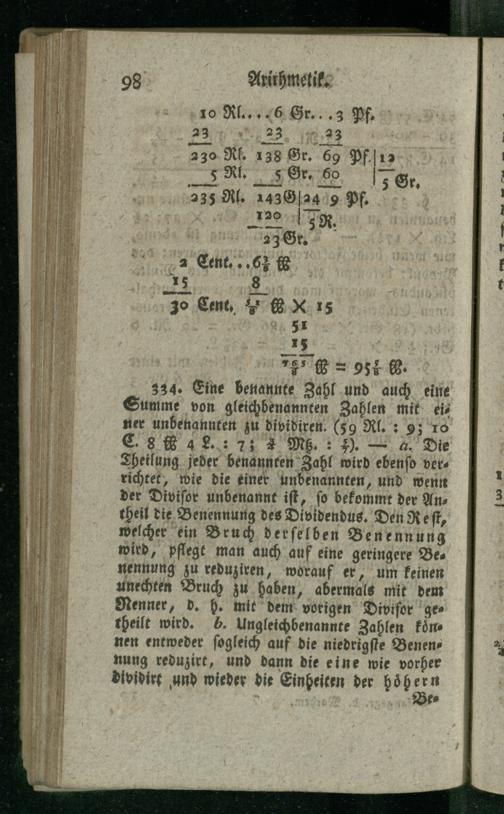 98 Arithmetik.
10 Rl....6 Gr...3 Pf.
23 23 23
230 Rl. 138 Gr. 69 Pf. | 12
5 Rl. 5 Gr. 60 | 5 Gr.
235 Rl. 143G | 24 9 Pf.
120 | 5 R.
23 Gr.
2 Cent...6⅜ ℔
15 8
30 Cent. 51/8 ℔ X 15
51
15
765/8 ℔ = 95⅝ ℔.
334. Eine benannte Zahl und auch eine
Summe von gleichbenannten Zahlen mit ei-
ner unbenannten zu dividiren. (59 Rl. : 9; 10
C. 8 ℔ 4 L. : 7; Mtz. : ). — a. Die
Theilung jeder benannten Zahl wird ebenso ver-
richtet, wie die einer unbenannten, und wenn
der Divisor unbenannt ist, so bekommt der An-
theil die Benennung des Dividendus. Den Rest,
welcher ein Bruch derselben Benennung
wird, pflegt man auch auf eine geringere Be-
nennung zu reduziren, worauf er, um keinen
unechten Bruch zu haben, abermals mit dem
Nenner, d. h. mit dem vorigen Divisor ge-
theilt wird. b. Ungleichbenannte Zahlen kön-
nen entweder sogleich auf die niedrigste Benen-
nung reduzirt, und dann die eine wie vorher
dividirt ,und wieder die Einheiten der höhern
Be-